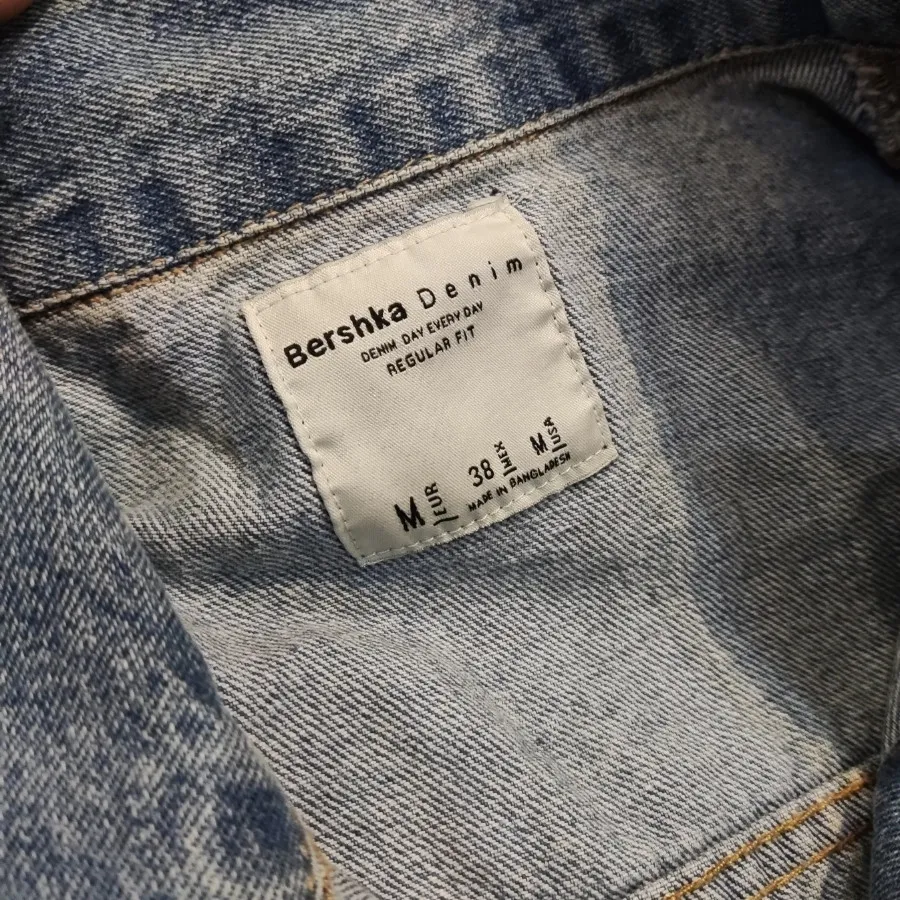 Bershka Denim
DENIM DAY EVERY DAY
REGULAR FIT
M EUR 38 MEX M USA
MADE IN BANGLADESH